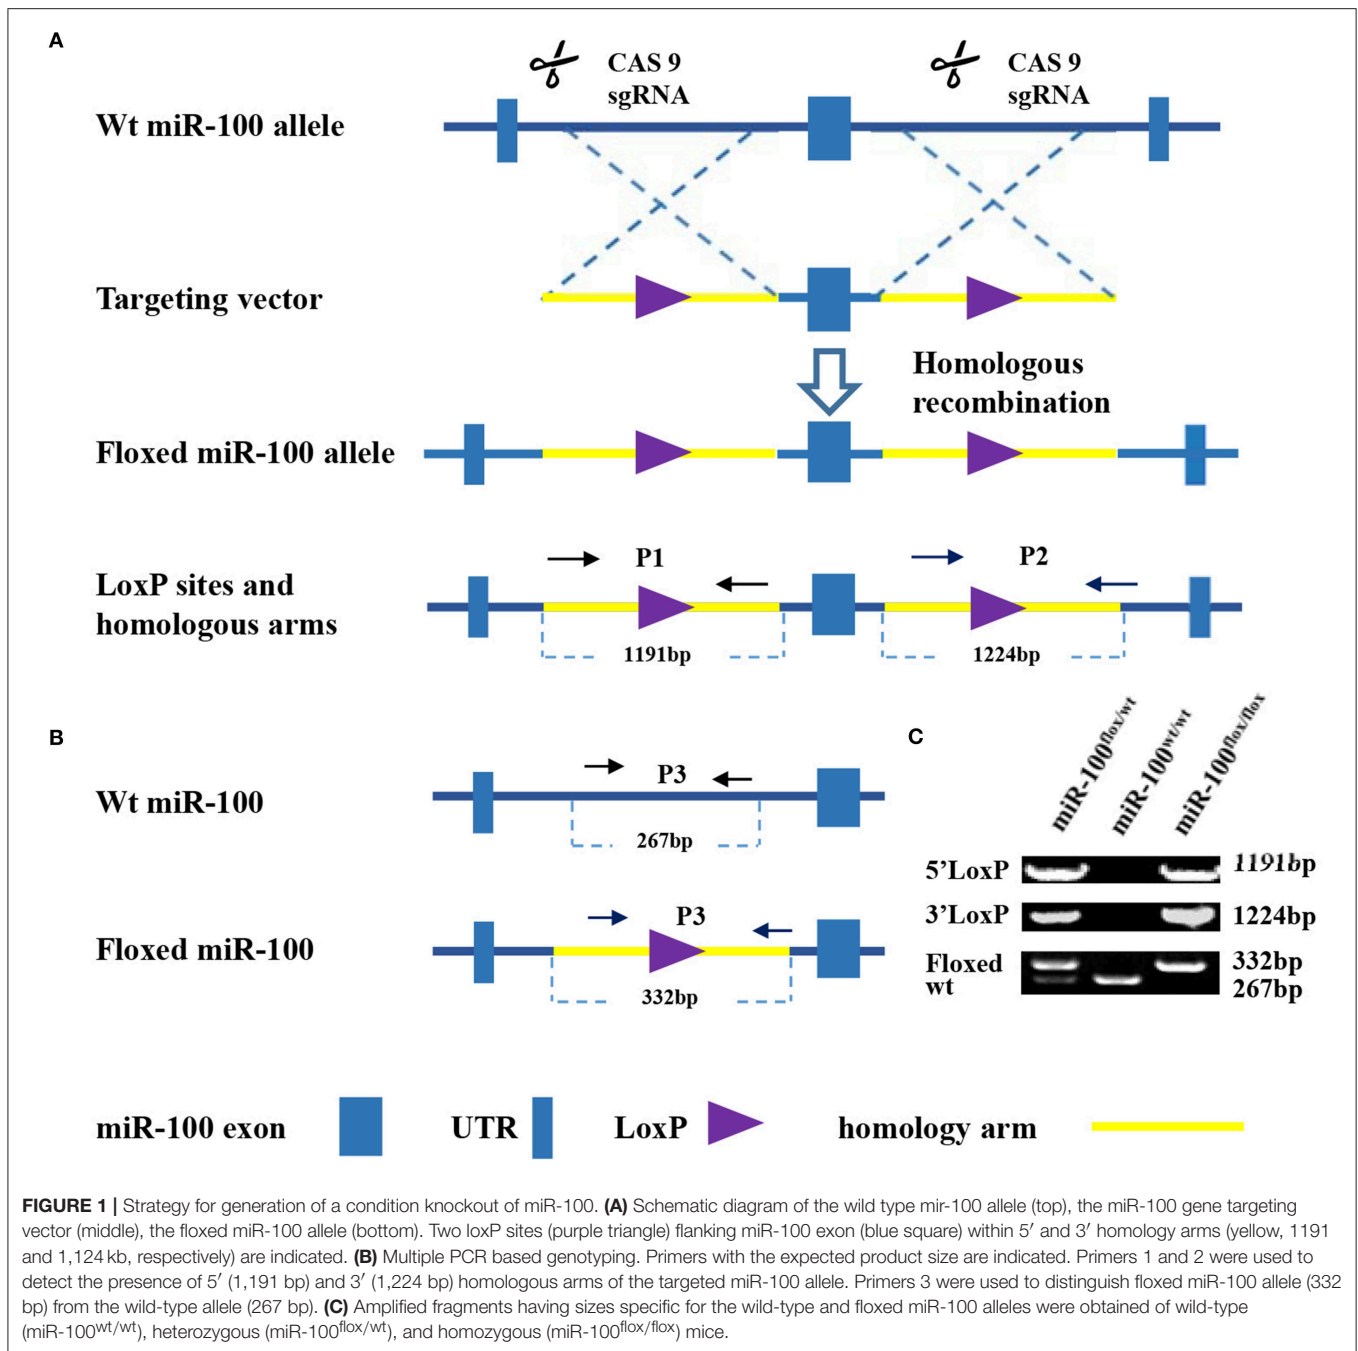 A
CAS 9
sgRNA
CAS 9
sgRNA
Wt miR-100 allele
Targeting vector
Homologous
recombination
Floxed miR-100 allele
LoxP sites and
homologous arms
P1
P2
1191bp
1224bp
B
Wt miR-100
P3
267bp
Floxed miR-100
P3
332bp
C
miR-100flox/wt
miR-100wt/wt
miR-100flox/flox
5'LoxP
1191bp
3'LoxP
1224bp
Floxed
332bp
wt
267bp
miR-100 exon
UTR
LoxP
homology arm
FIGURE 1 | Strategy for generation of a condition knockout of miR-100. (A) Schematic diagram of the wild type mir-100 allele (top), the miR-100 gene targeting
vector (middle), the floxed miR-100 allele (bottom). Two loxP sites (purple triangle) flanking miR-100 exon (blue square) within 5′ and 3′ homology arms (yellow, 1191
and 1,124 kb, respectively) are indicated. (B) Multiple PCR based genotyping. Primers with the expected product size are indicated. Primers 1 and 2 were used to
detect the presence of 5′ (1,191 bp) and 3′ (1,224 bp) homologous arms of the targeted miR-100 allele. Primers 3 were used to distinguish floxed miR-100 allele (332
bp) from the wild-type allele (267 bp). (C) Amplified fragments having sizes specific for the wild-type and floxed miR-100 alleles were obtained of wild-type
(miR-100wt/wt), heterozygous (miR-100flox/wt), and homozygous (miR-100flox/flox) mice.